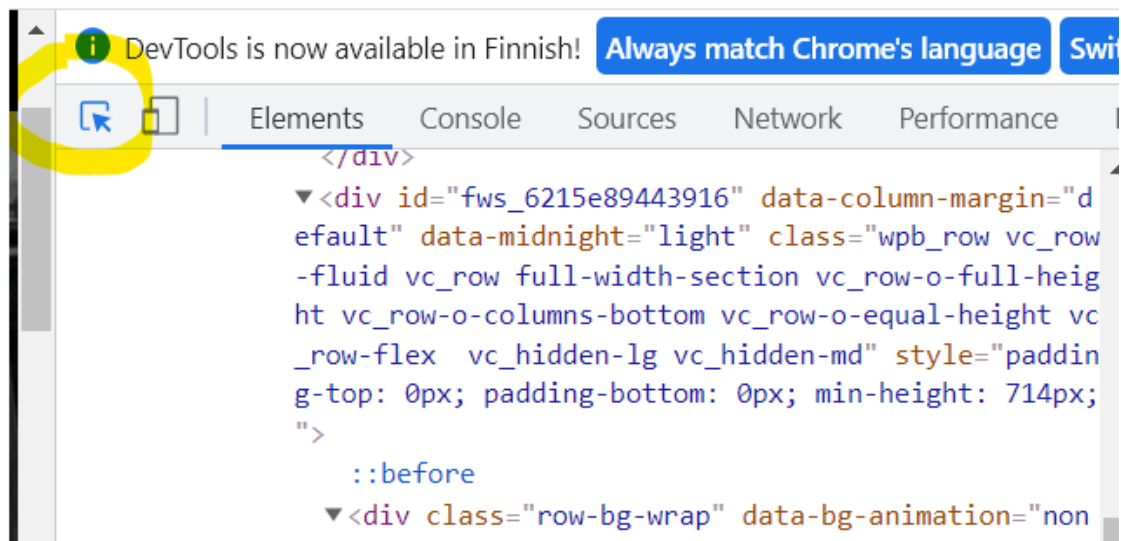 DevTools is now available in Finnish! Always match Chrome's language
Elements Console Sources Network Performance
</div>
▼<div id="fws_6215e89443916" data-column-margin="d
efault" data-midnight="light" class="wpb_row vc_row
-fluid vc_row full-width-section vc_row-o-full-heig
ht vc_row-o-columns-bottom vc_row-o-equal-height vc
_row-flex  vc_hidden-lg vc_hidden-md" style="paddin
g-top: 0px; padding-bottom: 0px; min-height: 714px;
">
::before
▼<div class="row-bg-wrap" data-bg-animation="non